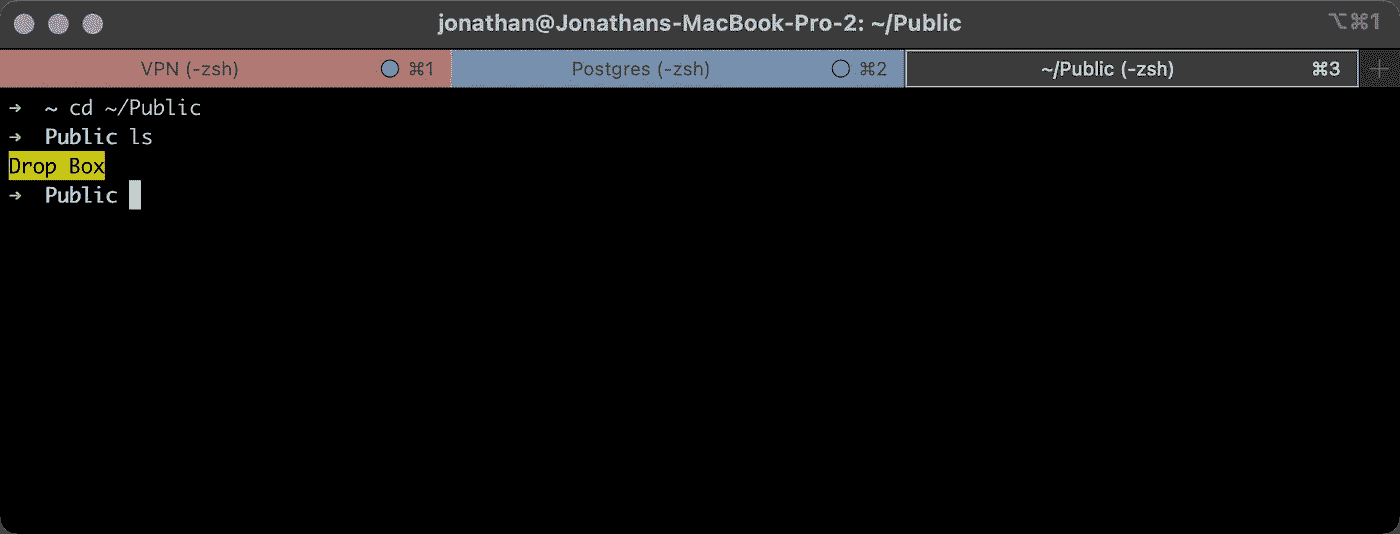 jonathan@Jonathans-MacBook-Pro-2: ~/Public ⌥⌘1
VPN (-zsh) ⌘1 Postgres (-zsh) ⌘2 ~/Public (-zsh) ⌘3 +
→ ~ cd ~/Public
→ Public ls
Drop Box
→ Public